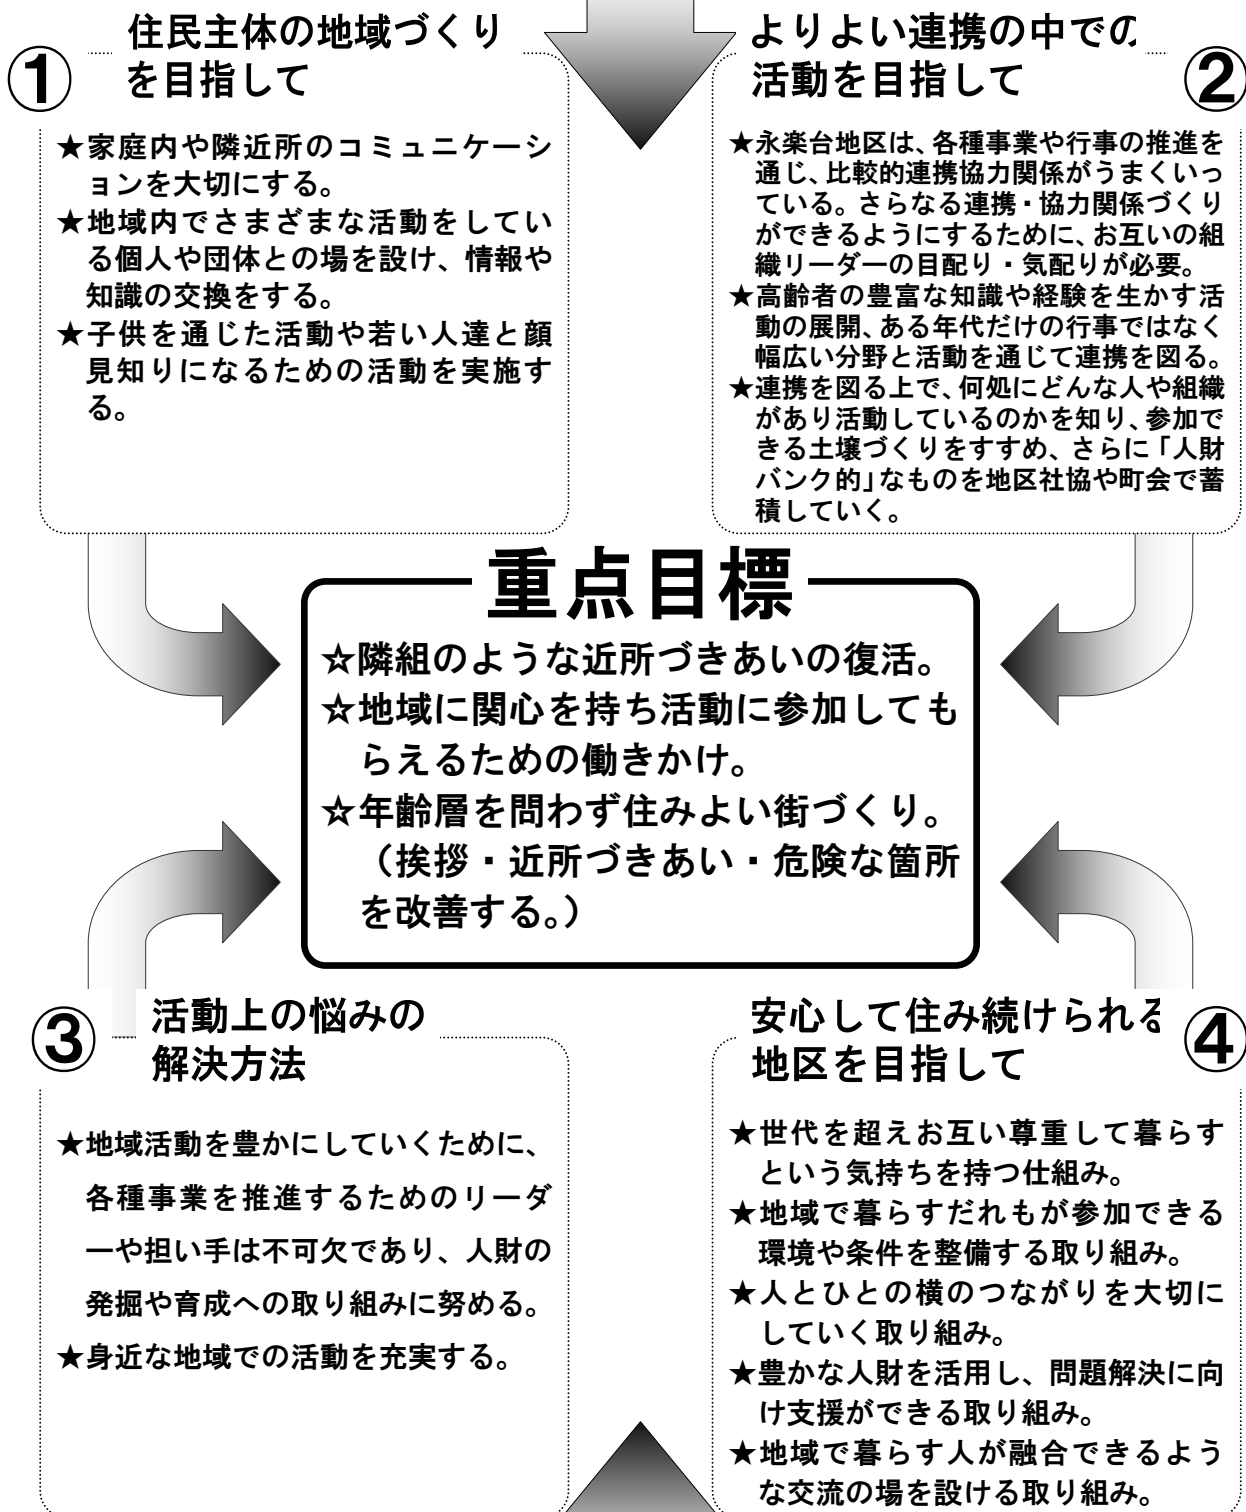 ①
住民主体の地域づくり
を目指して
★家庭内や隣近所のコミュニケーシ
ョンを大切にする。
★地域内でさまざまな活動をしてい
る個人や団体との場を設け、情報や
知識の交換をする。
★子供を通じた活動や若い人達と顔
見知りになるための活動を実施す
る。
よりよい連携の中での
活動を目指して
②
★永楽台地区は、各種事業や行事の推進を
通じ、比較的連携協力関係がうまくいっ
ている。さらなる連携・協力関係づくり
ができるようにするために、お互いの組
織リーダーの目配り・気配りが必要。
★高齢者の豊富な知識や経験を生かす活
動の展開、ある年代だけの行事ではなく
幅広い分野と活動を通じて連携を図る。
★連携を図る上で、何処にどんな人や組織
があり活動しているのかを知り、参加で
きる土壌づくりをすすめ、さらに「人財
バンク的」なものを地区社協や町会で蓄
積していく。
重点目標
☆隣組のような近所づきあいの復活。
☆地域に関心を持ち活動に参加しても
らえるための働きかけ。
☆年齢層を問わず住みよい街づくり。
（挨拶・近所づきあい・危険な箇所
を改善する。）
③
活動上の悩みの
解決方法
★地域活動を豊かにしていくために、
各種事業を推進するためのリーダ
ーや担い手は不可欠であり、人財の
発掘や育成への取り組みに努める。
★身近な地域での活動を充実する。
安心して住み続けられる
地区を目指して
④
★世代を超えお互い尊重して暮らす
という気持ちを持つ仕組み。
★地域で暮らすだれもが参加できる
環境や条件を整備する取り組み。
★人とひとの横のつながりを大切に
していく取り組み。
★豊かな人財を活用し、問題解決に向
け支援ができる取り組み。
★地域で暮らす人が融合できるよう
な交流の場を設ける取り組み。